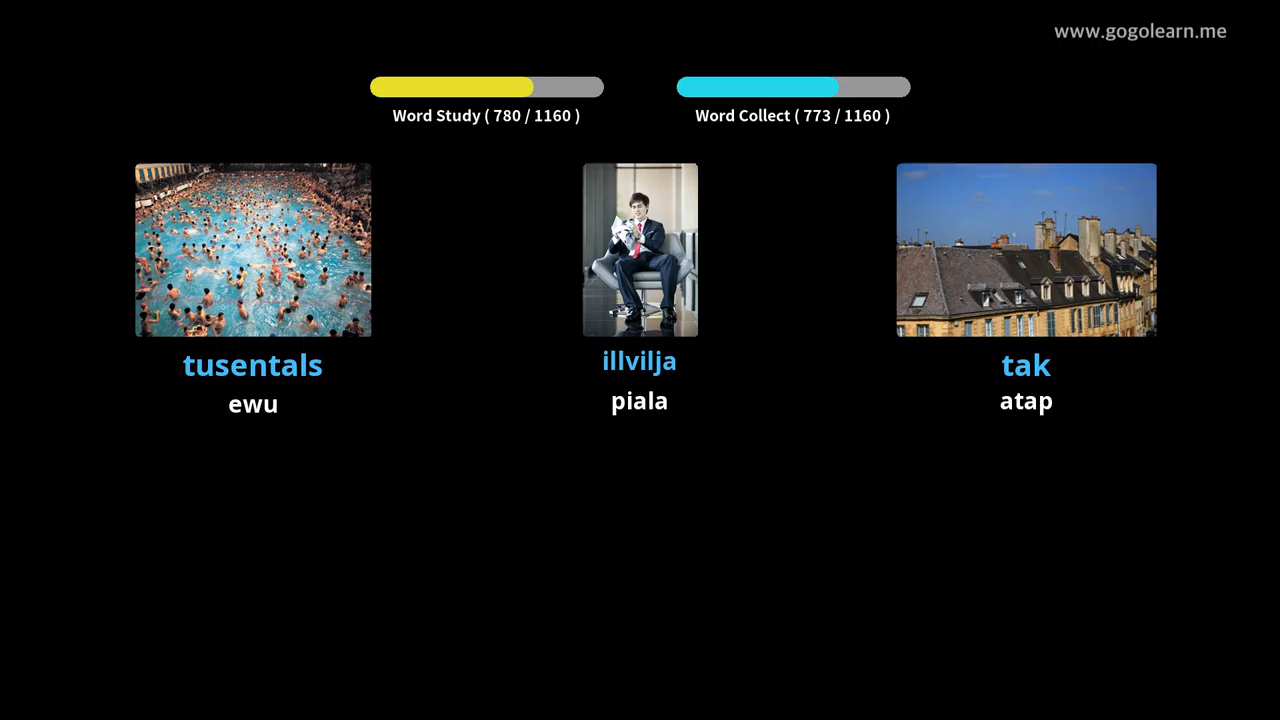 www.gogolearn.me
Word Study ( 780 / 1160 )
Word Collect ( 773 / 1160 )
tusentals
ewu
illvilja
piala
tak
atap